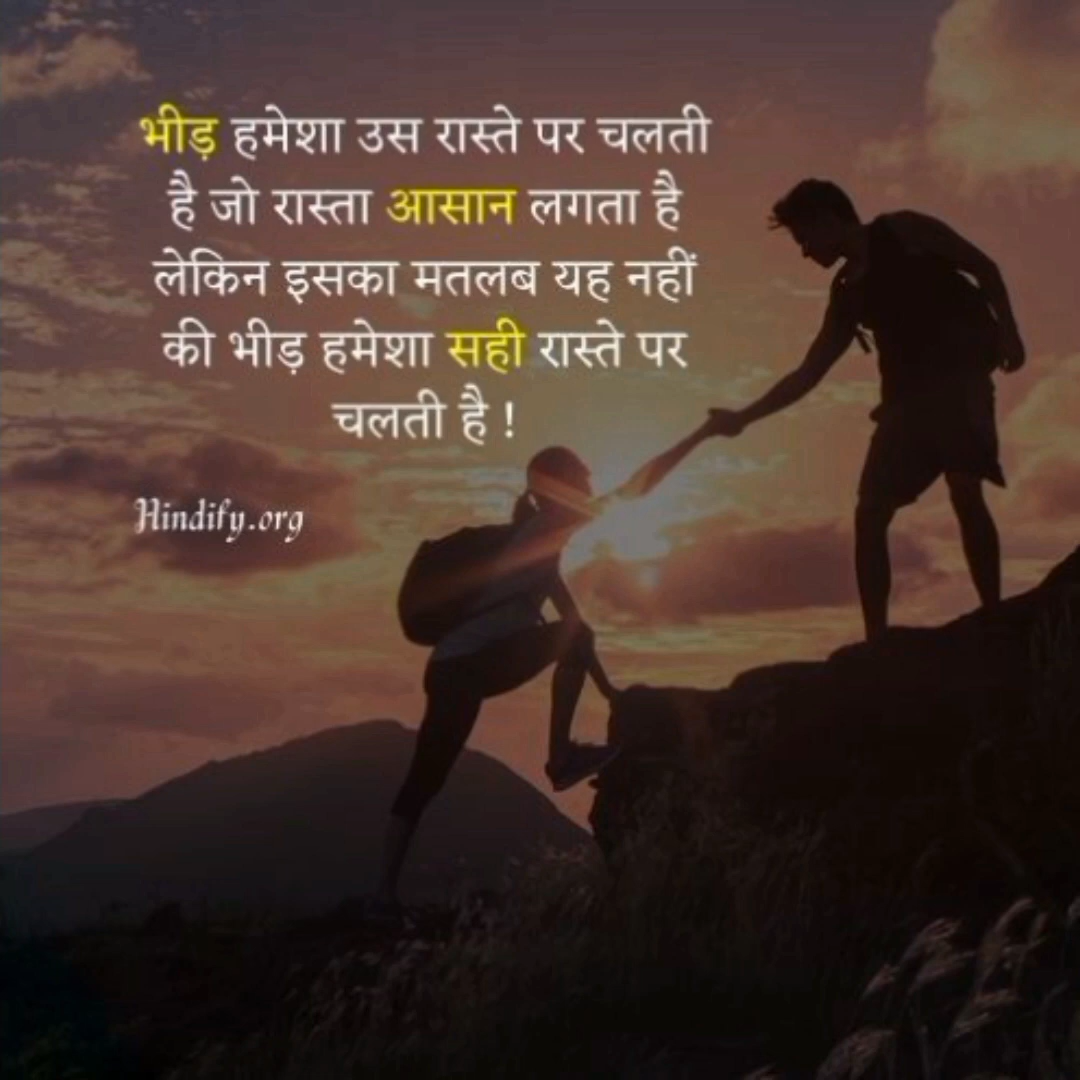 भीड़ हमेशा उस रास्ते पर चलती
है जो रास्ता आसान लगता है
लेकिन इसका मतलब यह नहीं
की भीड़ हमेशा सही रास्ते पर
चलती है !
Hindify.org